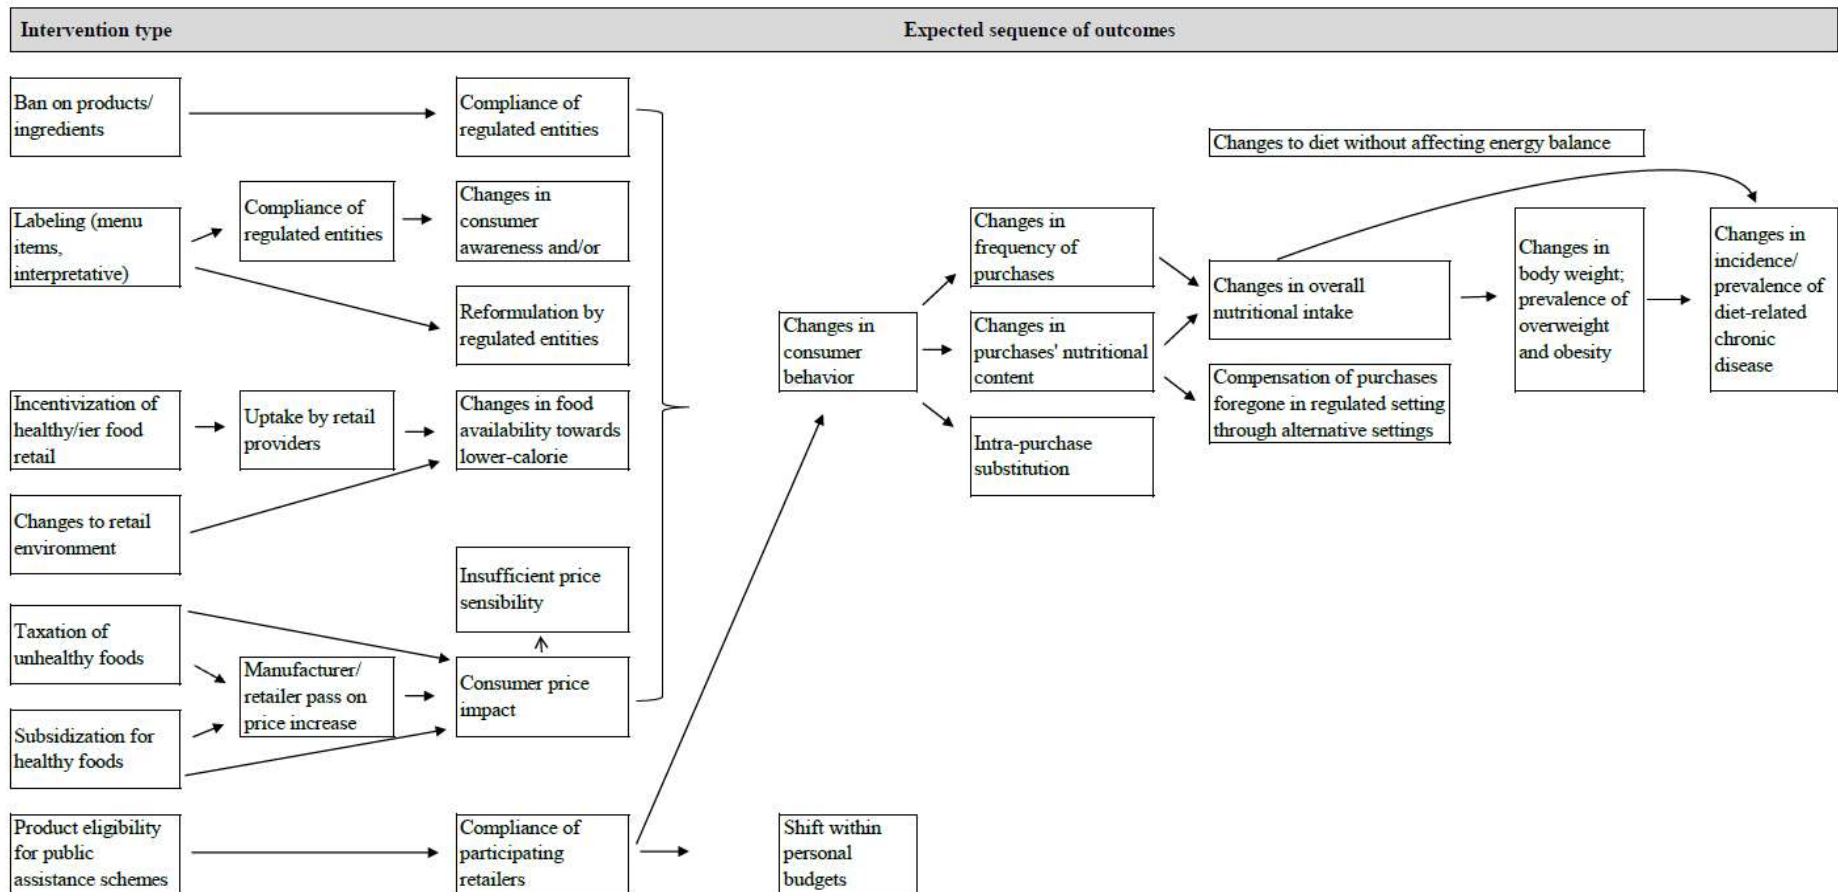 Intervention type
Expected sequence of outcomes
Ban on products/
ingredients
Compliance of
regulated entities
Changes to diet without affecting energy balance
Labeling (menu
items,
interpretative)
Compliance of
regulated entities
Changes in
consumer
awareness and/or
Reformulation by
regulated entities
Changes in
consumer
behavior
Changes in
frequency of
purchases
Changes in
purchases' nutritional
content
Intra-purchase
substitution
Changes in overall
nutritional intake
Compensation of purchases
foregone in regulated setting
through alternative settings
Changes in
body weight;
prevalence of
overweight
and obesity
Changes in
incidence/
prevalence of
diet-related
chronic
disease
Incentivization of
healthy/ier food
retail
Uptake by retail
providers
Changes in food
availability towards
lower-calorie
Changes to retail
environment
Insufficient price
sensibility
Taxation of
unhealthy foods
Manufacturer/
retailer pass on
price increase
Consumer price
impact
Subsidization for
healthy foods
Product eligibility
for public
assistance schemes
Compliance of
participating
retailers
Shift within
personal
budgets